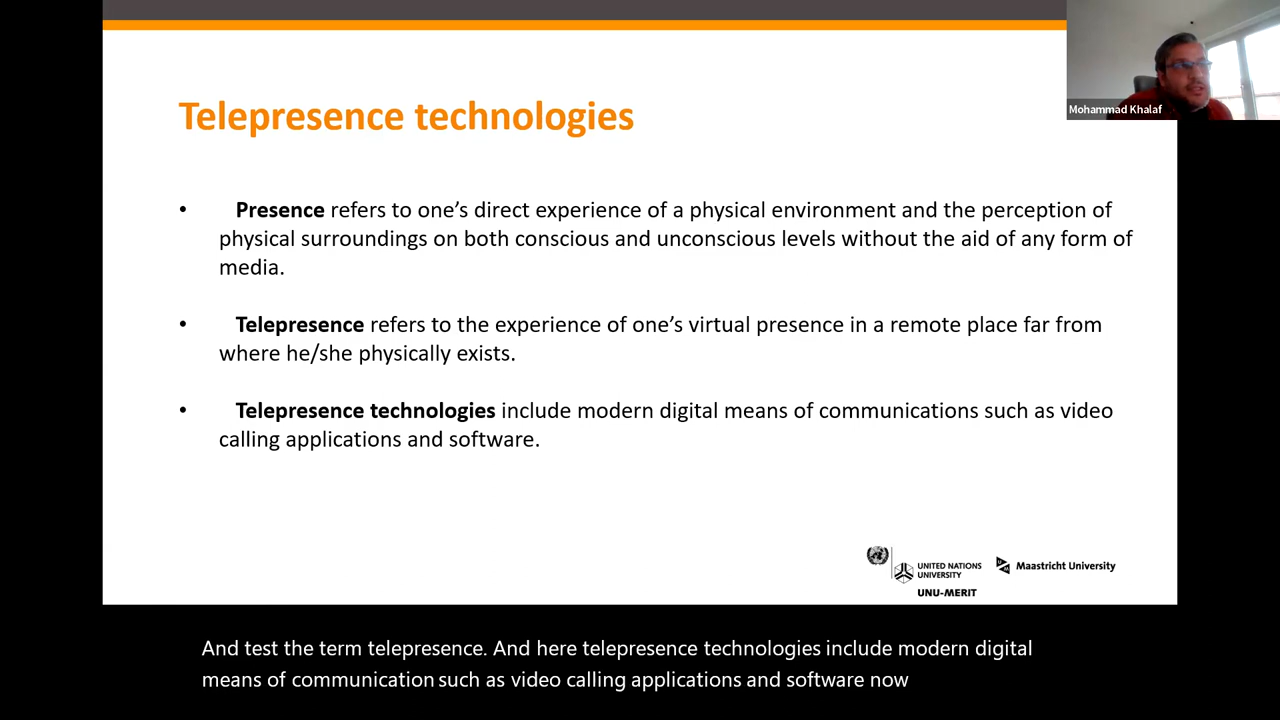 Telepresence technologies
Mohammad Khalaf
• Presence refers to one’s direct experience of a physical environment and the perception of
physical surroundings on both conscious and unconscious levels without the aid of any form of
media.
• Telepresence refers to the experience of one’s virtual presence in a remote place far from
where he/she physically exists.
• Telepresence technologies include modern digital means of communications such as video
calling applications and software.
UNITED NATIONS
UNIVERSITY
UNU-MERIT
Maastricht University
And test the term telepresence. And here telepresence technologies include modern digital
means of communication such as video calling applications and software now